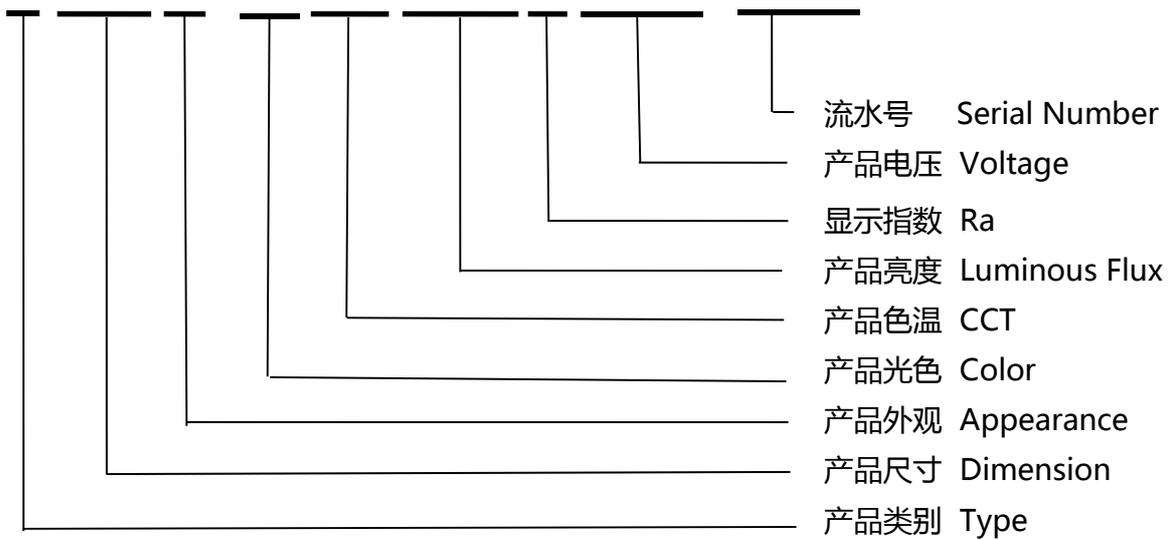 流水号 Serial Number
产品电压 Voltage
显示指数 Ra
产品亮度 Luminous Flux
产品色温 CCT
产品光色 Color
产品外观 Appearance
产品尺寸 Dimension
产品类别 Type